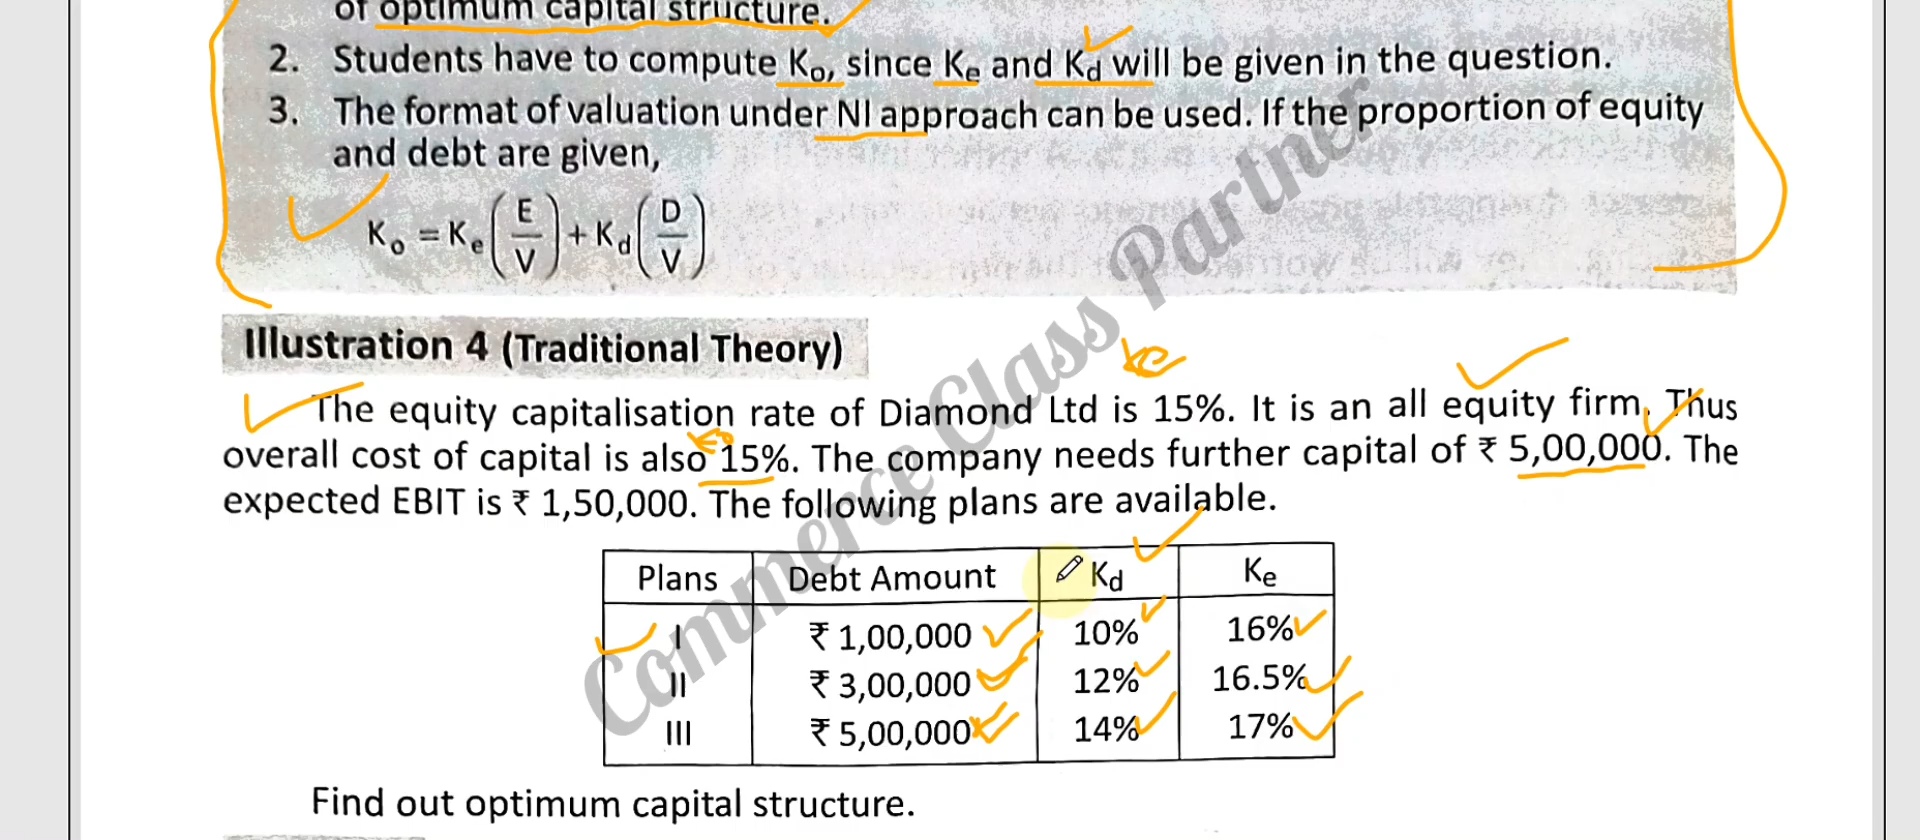 of optimum capital structure.
2. Students have to compute Ko, since Ke and Kd will be given in the question.
3. The format of valuation under NI approach can be used. If the proportion of equity
and debt are given,
Ko = Ke(E/V) + Kd(D/V)
Illustration 4 (Traditional Theory)
ke
The equity capitalisation rate of Diamond Ltd is 15%. It is an all equity firm. Thus
overall cost of capital is also 15%. The company needs further capital of ₹ 5,00,000. The
expected EBIT is ₹ 1,50,000. The following plans are available.
Plans Debt Amount Kd Ke
I ₹ 1,00,000 10% 16%
II ₹ 3,00,000 12% 16.5%
III ₹ 5,00,000 14% 17%
Find out optimum capital structure.
Commerce Class Partner